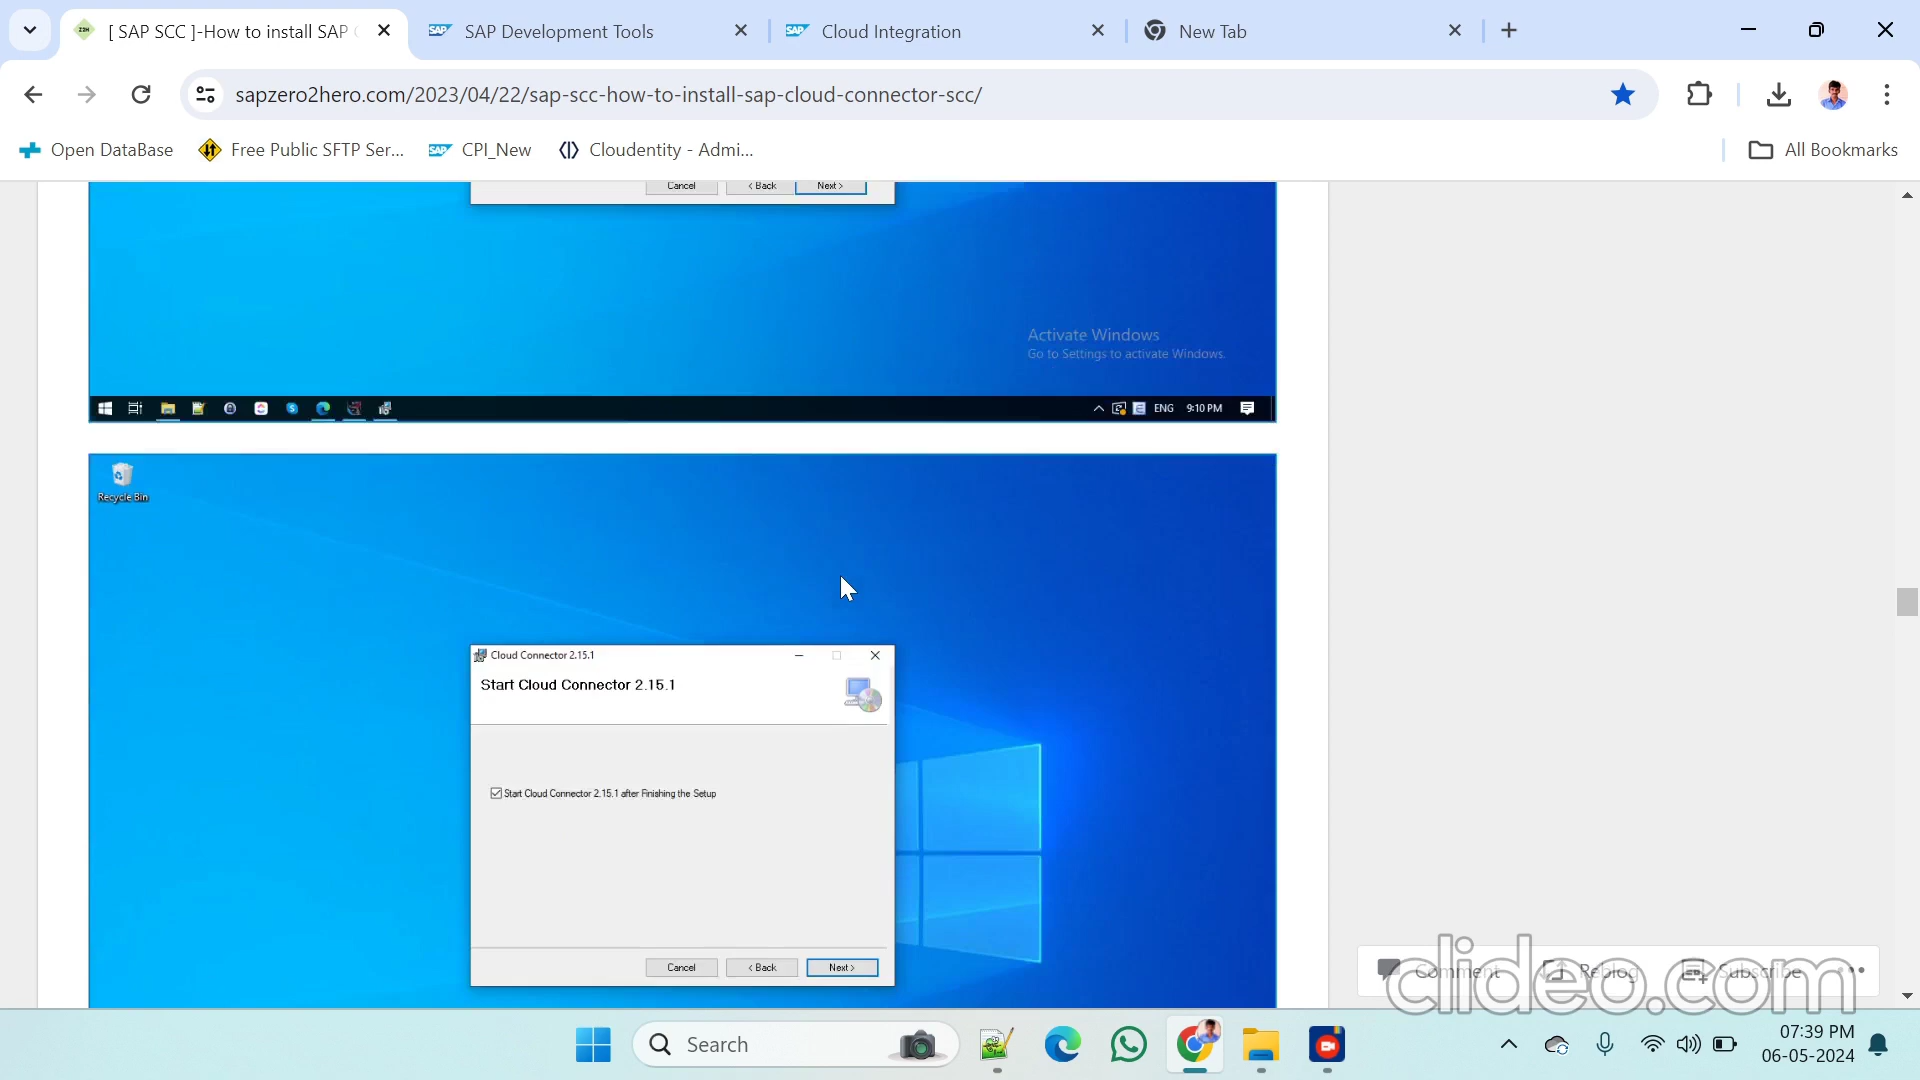 [ SAP SCC ]-How to install SAP
SAP Development Tools
Cloud Integration
New Tab
sapzero2hero.com/2023/04/22/sap-scc-how-to-install-sap-cloud-connector-scc/
Open DataBase
Free Public SFTP Ser...
SAP CPI_New
Cloudentity - Admi...
All Bookmarks
Cancel
< Back
Next >
Activate Windows
Go to Settings to activate Windows.
ENG 9:10 PM
Recycle Bin
Cloud Connector 2.15.1
Start Cloud Connector 2.15.1
Start Cloud Connector 2.15.1 after Finishing the Setup
Cancel
< Back
Next >
Comment
Reblog
Subscribe
clideo.com
Search
07:39 PM
06-05-2024